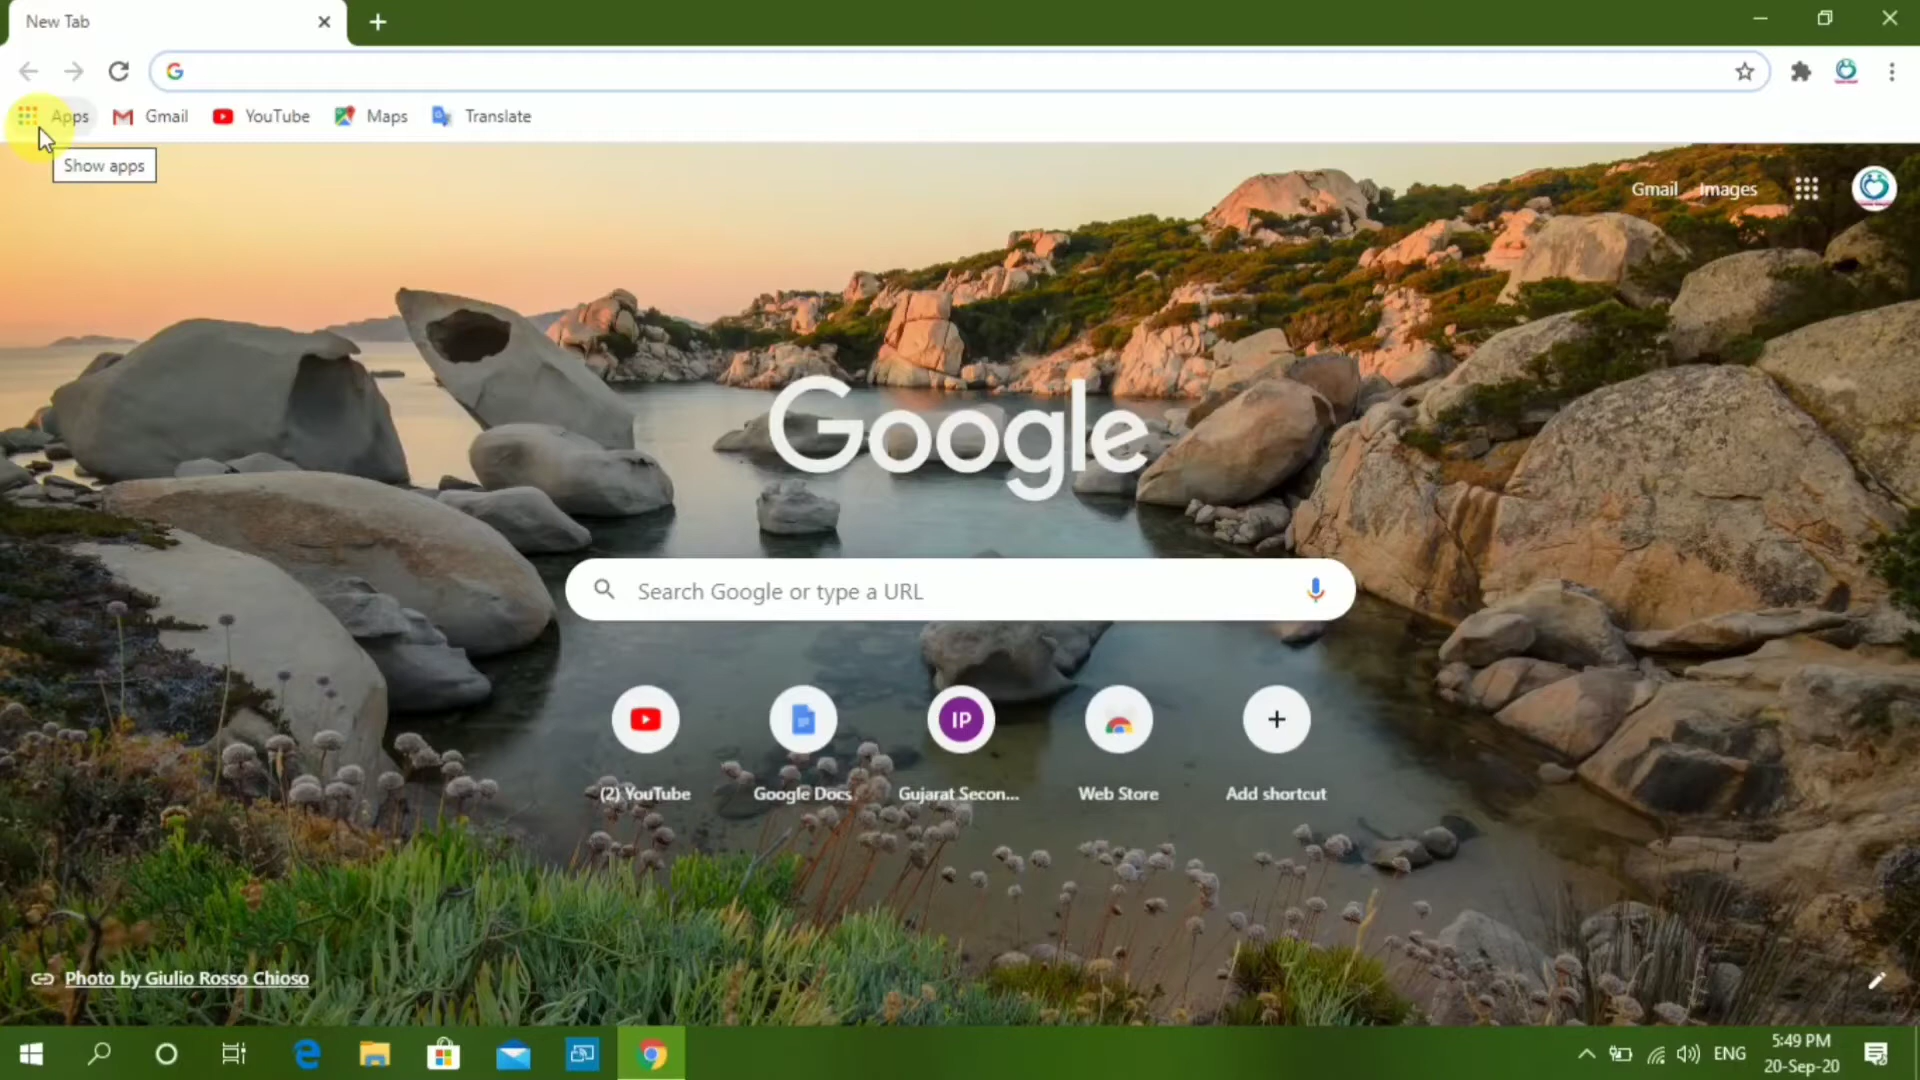 New Tab
Apps
Gmail
YouTube
Maps
Translate
Show apps
Gmail
Images
Google
Search Google or type a URL
IP
(2) YouTube
Google Docs
Gujarat Secon...
Web Store
Add shortcut
Photo by Giulio Rosso Chioso
ENG
5:49 PM
20-Sep-20